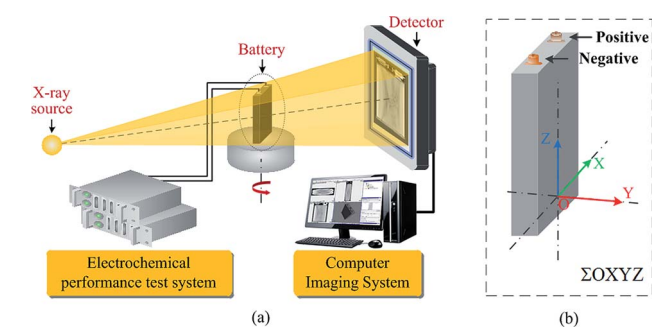 Detector
Battery
X-ray
source
Electrochemical
performance test system
Computer
Imaging System
(a)
Positive
Negative
Z
X
Y
O
ΣOXYZ
(b)